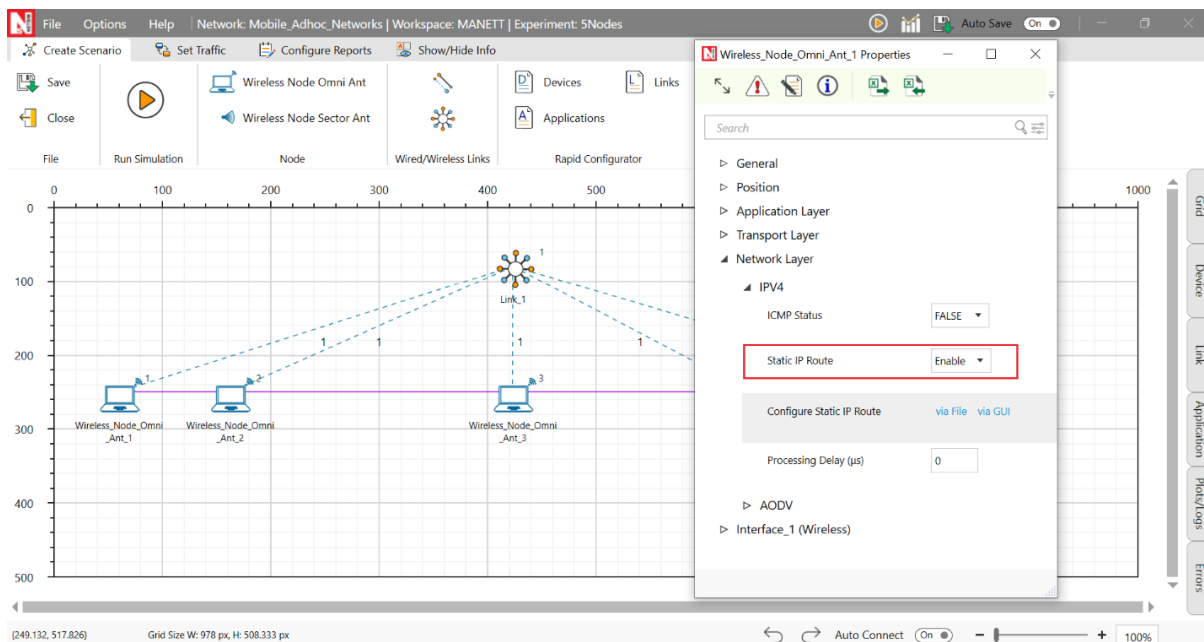 N File Options Help Network: Mobile_Adhoc_Networks | Workspace: MANETT | Experiment: 5Nodes Auto Save On
Create Scenario Set Traffic Configure Reports Show/Hide Info
Save Wireless Node Omni Ant Devices Links
Close Wireless Node Sector Ant Applications
File Run Simulation Node Wired/Wireless Links Rapid Configurator
0 100 200 300 400 500 1000
0
100
200
300
400
500
1
Link_1
1 1 1 1
1 2 3
Wireless_Node_Omni
_Ant_1
Wireless_Node_Omni
_Ant_2
Wireless_Node_Omni
_Ant_3
Wireless_Node_Omni_Ant_1 Properties
Search
General
Position
Application Layer
Transport Layer
Network Layer
IPV4
ICMP Status FALSE
Static IP Route Enable
Configure Static IP Route via File via GUI
Processing Delay (µs) 0
AODV
Interface_1 (Wireless)
Grid
Device
Link
Application
Plots/Logs
Errors
(249.132, 517.826) Grid Size W: 978 px, H: 508.333 px Auto Connect On 100%